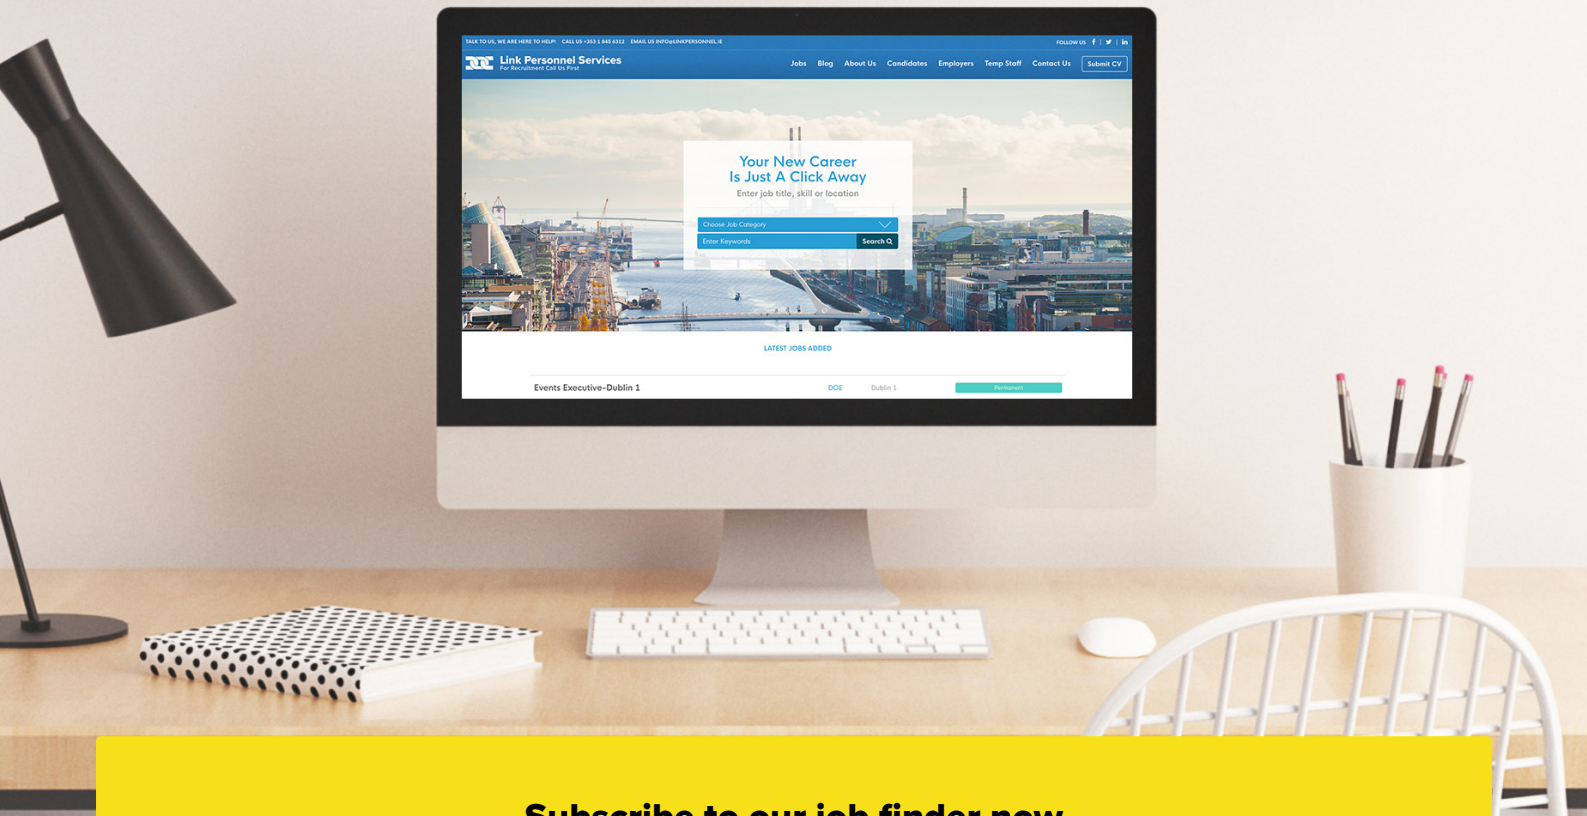 TALK TO US, WE ARE HERE TO HELP! CALL US +353 1 845 6312 EMAIL US INFO@LINKPERSONNEL.IE
FOLLOW US
Link Personnel Services
For Recruitment Call Us First
Jobs Blog About Us Candidates Employers Temp Staff Contact Us Submit CV
Your New Career
Is Just A Click Away
Enter job title, skill or location
Choose Job Category
Enter Keywords Search
LATEST JOBS ADDED
Events Executive-Dublin 1 DOE Dublin 1 Permanent
Subscribe to our job finder now